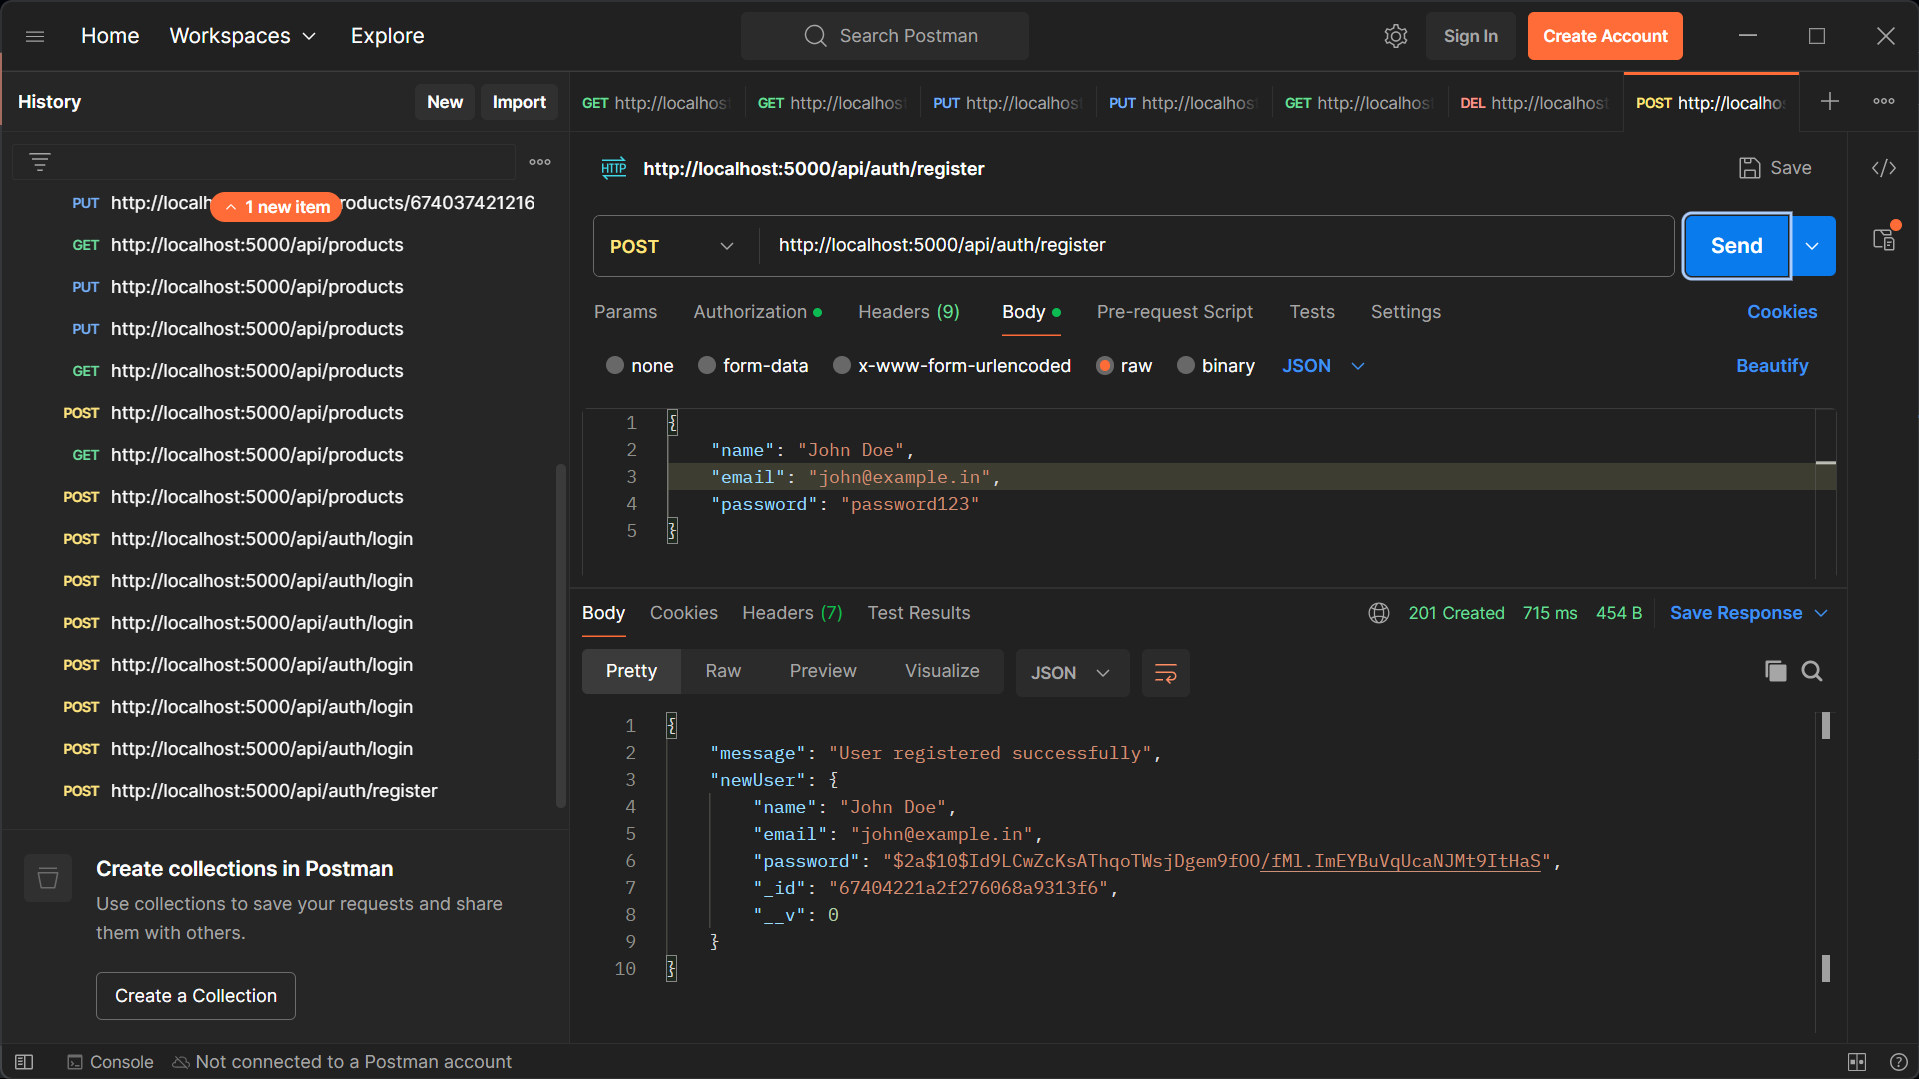 Home Workspaces Explore Search Postman Sign In Create Account
History New Import
GET http://localhos GET http://localhos PUT http://localhos PUT http://localhos GET http://localhos DEL http://localhos POST http://localho
PUT http://localh 1 new item roducts/674037421216
GET http://localhost:5000/api/products
PUT http://localhost:5000/api/products
PUT http://localhost:5000/api/products
GET http://localhost:5000/api/products
POST http://localhost:5000/api/products
GET http://localhost:5000/api/products
POST http://localhost:5000/api/products
POST http://localhost:5000/api/auth/login
POST http://localhost:5000/api/auth/login
POST http://localhost:5000/api/auth/login
POST http://localhost:5000/api/auth/login
POST http://localhost:5000/api/auth/login
POST http://localhost:5000/api/auth/login
POST http://localhost:5000/api/auth/register
Create collections in Postman
Use collections to save your requests and share
them with others.
Create a Collection
HTTP http://localhost:5000/api/auth/register Save
POST http://localhost:5000/api/auth/register Send
Params Authorization Headers (9) Body Pre-request Script Tests Settings Cookies
none form-data x-www-form-urlencoded raw binary JSON Beautify
1 {
2 "name": "John Doe",
3 "email": "john@example.in",
4 "password": "password123"
5 }
Body Cookies Headers (7) Test Results 201 Created 715 ms 454 B Save Response
Pretty Raw Preview Visualize JSON
1 {
2 "message": "User registered successfully",
3 "newUser": {
4 "name": "John Doe",
5 "email": "john@example.in",
6 "password": "$2a$10$Id9LCwZcKsAThqoTWsjDgem9fOO/fMl.ImEYBuVqUcaNJMt9ItHaS",
7 "_id": "67404221a2f276068a9313f6",
8 "__v": 0
9 }
10 }
Console Not connected to a Postman account